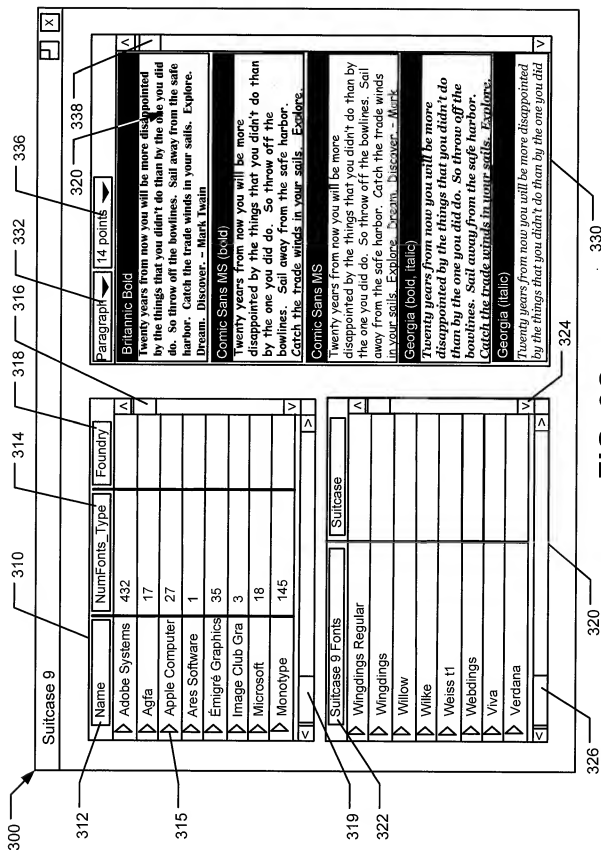 300
310
314
318
316
332
336
320
338
Suitcase 9
X
312
315
319
322
326
Name
NumFonts_Type
Foundry
Adobe Systems
432
Agfa
17
Apple Computer
27
Ares Software
1
Émigré Graphics
35
Image Club Gra
3
Microsoft
18
Monotype
145
Suitcase 9 Fonts
Suitcase
Wingdings Regular
Wingdings
Willow
Wilke
Weiss t1
Webdings
Viva
Verdana
Paragraph
14 points
Britannic Bold
Twenty years from now you will be more disappointed
by the things that you didn't do than by the one you did
do. So throw off the bowlines. Sail away from the safe
harbor. Catch the trade winds in your sails. Explore.
Dream. Discover. – Mark Twain
Comic Sans MS (bold)
Twenty years from now you will be more
disappointed by the things that you didn't do than
by the one you did do. So throw off the
bowlines. Sail away from the safe harbor.
Catch the trade winds in your sails. Explore.
Comic Sans MS
Twenty years from now you will be more
disappointed by the things that you didn't do than by
the one you did do. So throw off the bowlines. Sail
away from the safe harbor. Catch the trade winds
in your sails. Explore. Dream. Discover. – Mark
Georgia (bold, italic)
Twenty years from now you will be more
disappointed by the things that you didn't do
than by the one you did do. So throw off the
bowlines. Sail away from the safe harbor.
Catch the trade winds in your sails. Explore.
Georgia (italic)
Twenty years from now you will be more disappointed
by the things that you didn't do than by the one you did
320
324
330